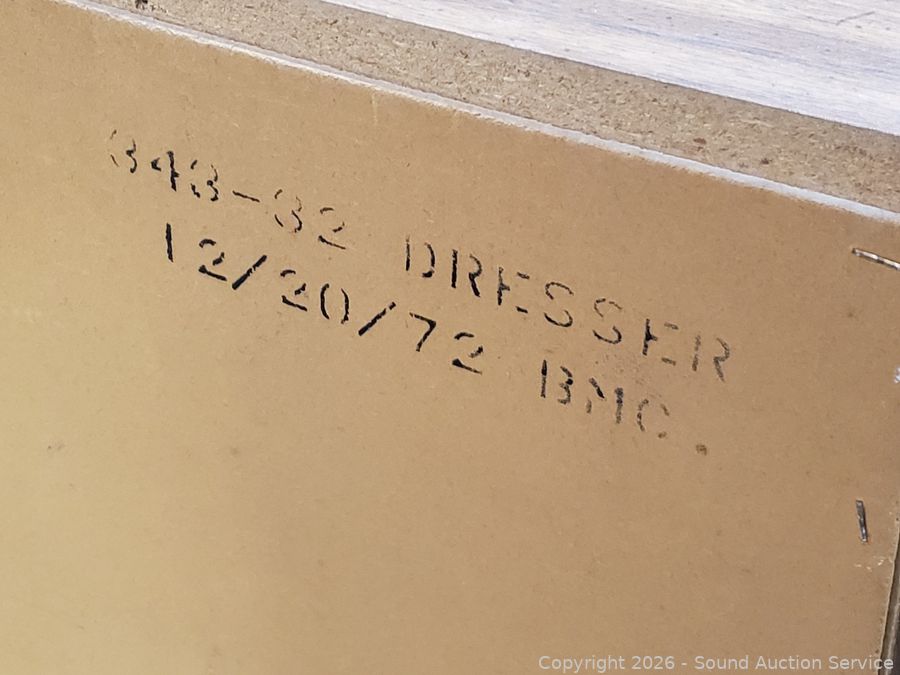 343-32 DRESSER
12/20/72 BMC.
Copyright 2026 - Sound Auction Service